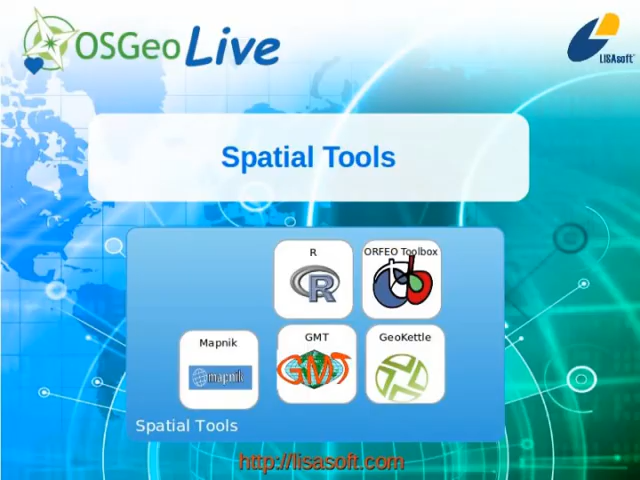 OSGeo Live
LISAsoft
Spatial Tools
R
ORFEO Toolbox
R
Mapnik
GMT
GeoKettle
mapnik
GMT
Spatial Tools
http://lisasoft.com